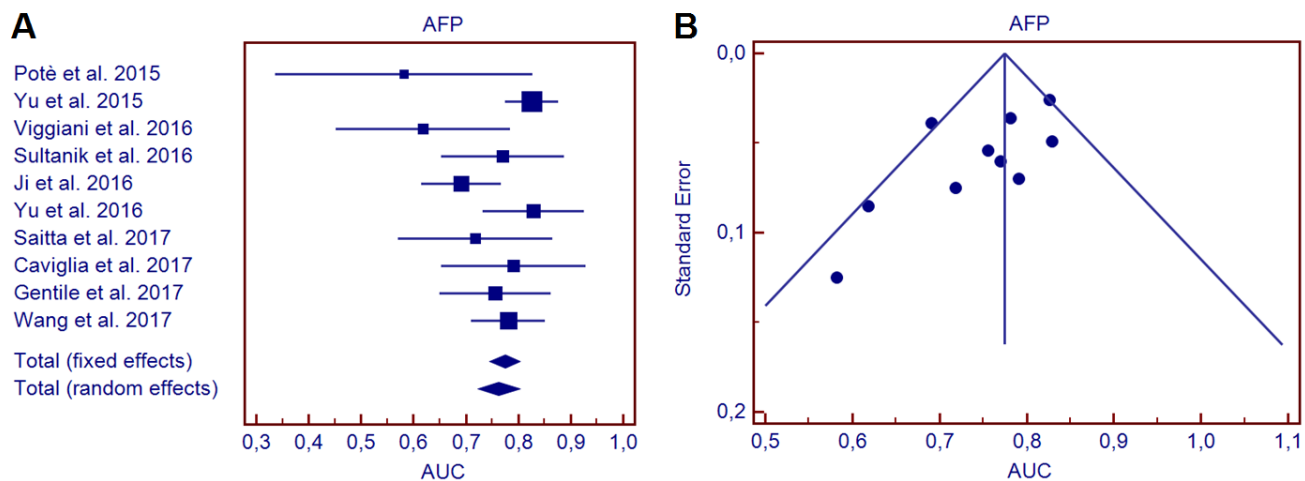 A
AFP
Potè et al. 2015
Yu et al. 2015
Viggiani et al. 2016
Sultanik et al. 2016
Ji et al. 2016
Yu et al. 2016
Saitta et al. 2017
Caviglia et al. 2017
Gentile et al. 2017
Wang et al. 2017
Total (fixed effects)
Total (random effects)
0,3 0,4 0,5 0,6 0,7 0,8 0,9 1,0
AUC
B
AFP
Standard Error
0,0
0,1
0,2
0,5 0,6 0,7 0,8 0,9 1,0 1,1
AUC